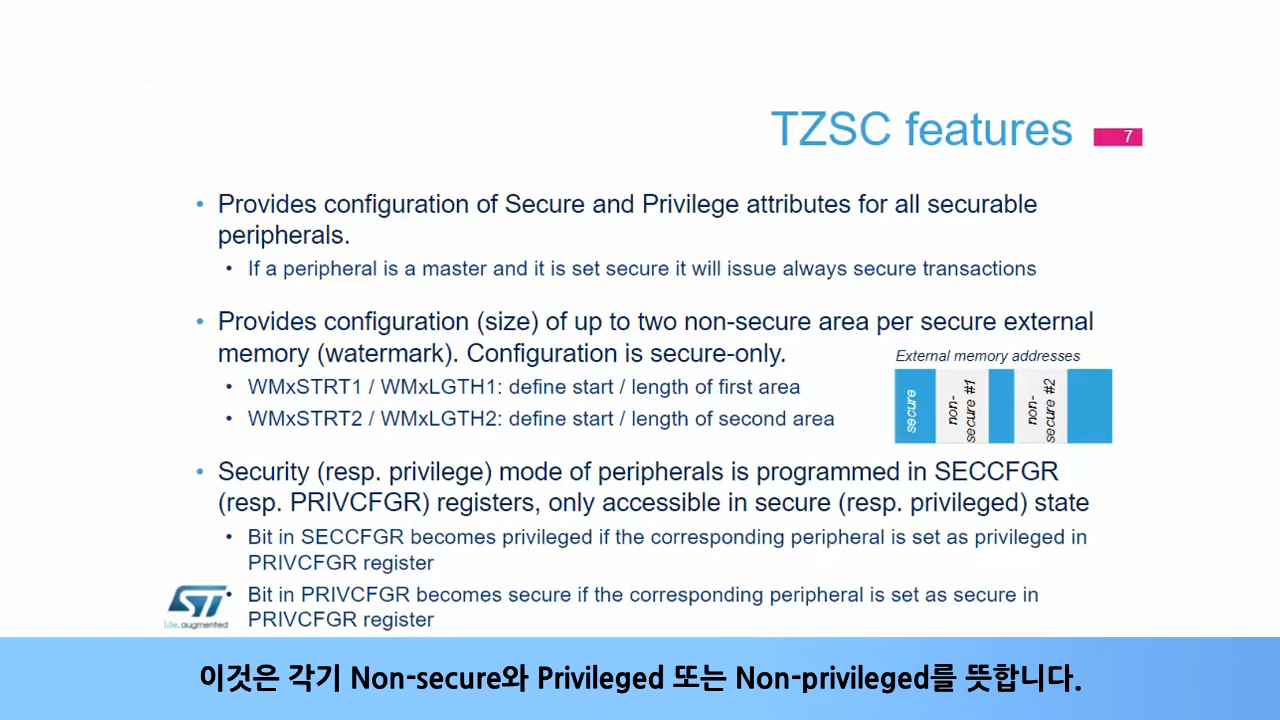 TZSC features
7
Provides configuration of Secure and Privilege attributes for all securable
peripherals.
If a peripheral is a master and it is set secure it will issue always secure transactions
Provides configuration (size) of up to two non-secure area per secure external
memory (watermark). Configuration is secure-only.
WMxSTRT1 / WMxLGTH1: define start / length of first area
WMxSTRT2 / WMxLGTH2: define start / length of second area
External memory addresses
secure
non-
secure #1
non-
secure #2
Security (resp. privilege) mode of peripherals is programmed in SECCFGR
(resp. PRIVCFGR) registers, only accessible in secure (resp. privileged) state
Bit in SECCFGR becomes privileged if the corresponding peripheral is set as privileged in
PRIVCFGR register
Bit in PRIVCFGR becomes secure if the corresponding peripheral is set as secure in
PRIVCFGR register
ST
life.augmented
이것은 각기 Non-secure와 Privileged 또는 Non-privileged를 뜻합니다.